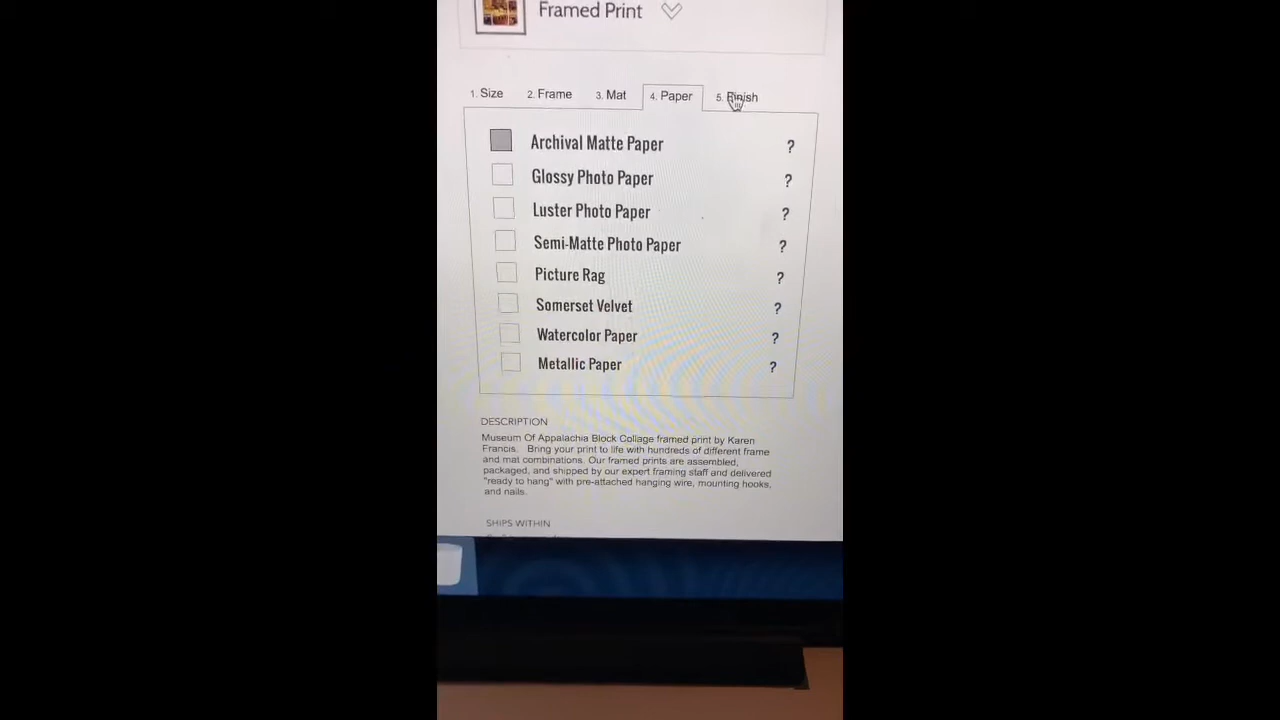 Framed Print
1. Size 2. Frame 3. Mat 4. Paper 5. Finish
Archival Matte Paper ?
Glossy Photo Paper ?
Luster Photo Paper ?
Semi-Matte Photo Paper ?
Picture Rag ?
Somerset Velvet ?
Watercolor Paper ?
Metallic Paper ?
DESCRIPTION
Museum Of Appalachia Block Collage framed print by Karen
Francis. Bring your print to life with hundreds of different frame
and mat combinations. Our framed prints are assembled,
packaged, and shipped by our expert framing staff and delivered
"ready to hang" with pre-attached hanging wire, mounting hooks,
and nails.
SHIPS WITHIN